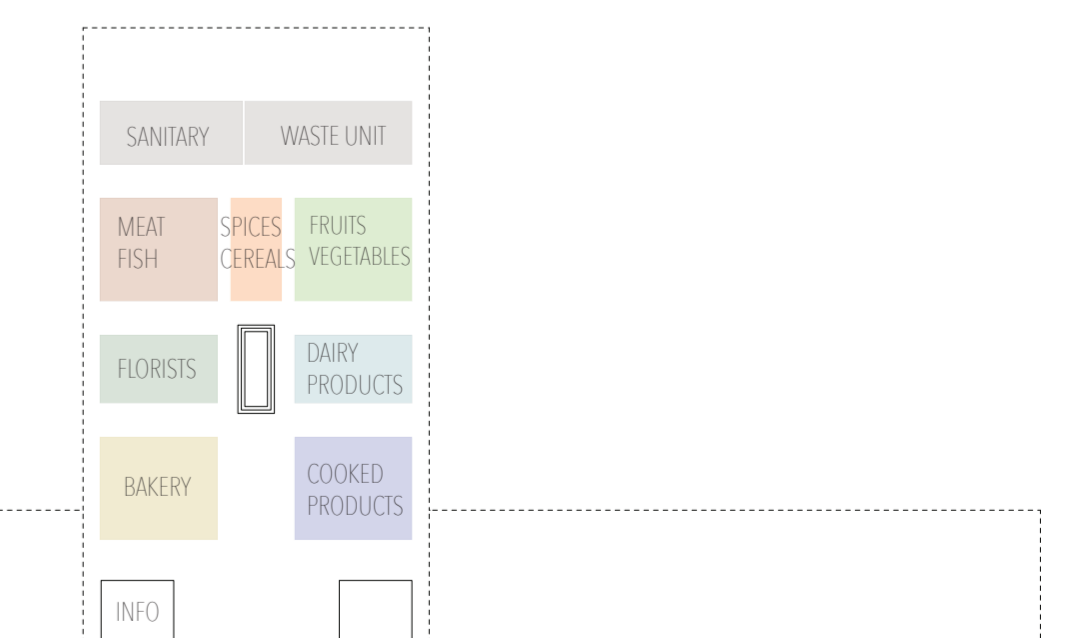 SANITARY
WASTE UNIT
MEAT
FISH
SPICES
CEREALS
FRUITS
VEGETABLES
FLORISTS
DAIRY
PRODUCTS
BAKERY
COOKED
PRODUCTS
INFO